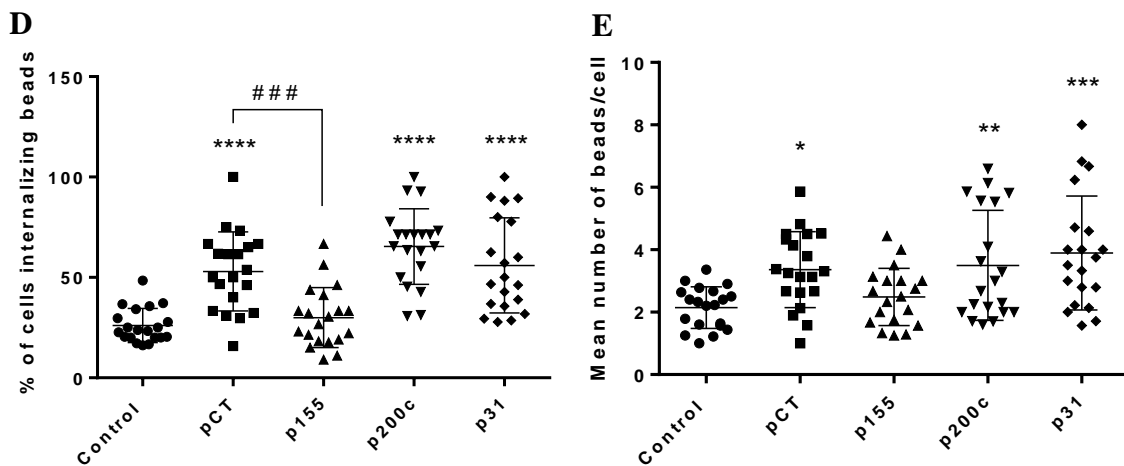 D
% of cells internalizing beads
150
100
50
0
###
****
****
****
Control
pCT
p155
p200c
p31
E
Mean number of beads/cell
10
8
6
4
2
0
*
**
***
Control
pCT
p155
p200c
p31